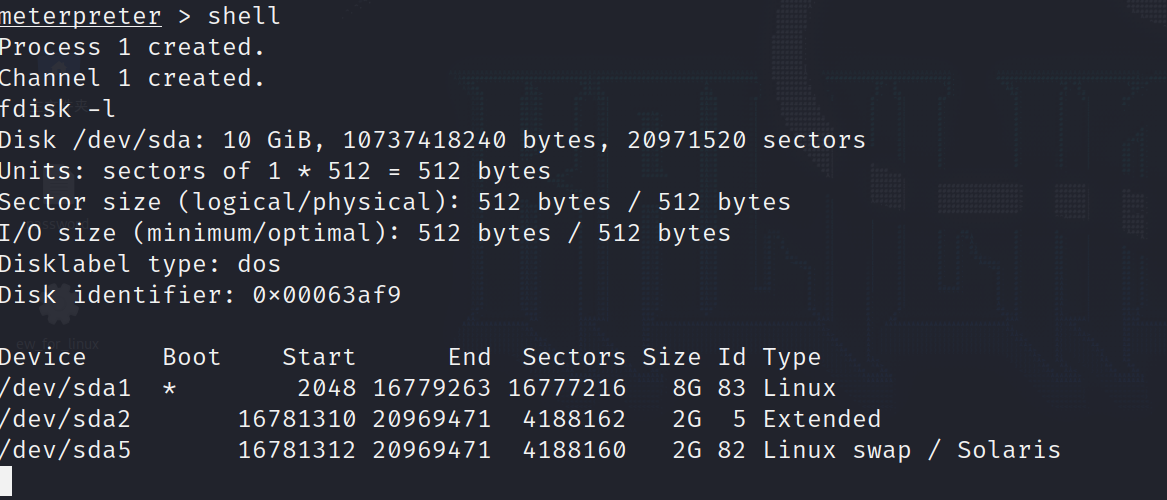 meterpreter > shell
Process 1 created.
Channel 1 created.
fdisk -l
Disk /dev/sda: 10 GiB, 10737418240 bytes, 20971520 sectors
Units: sectors of 1 * 512 = 512 bytes
Sector size (logical/physical): 512 bytes / 512 bytes
I/O size (minimum/optimal): 512 bytes / 512 bytes
Disklabel type: dos
Disk identifier: 0×00063af9
Device     Boot    Start      End  Sectors Size Id Type
/dev/sda1  *        2048 16779263 16777216   8G 83 Linux
/dev/sda2       16781310 20969471  4188162   2G  5 Extended
/dev/sda5       16781312 20969471  4188160   2G 82 Linux swap / Solaris